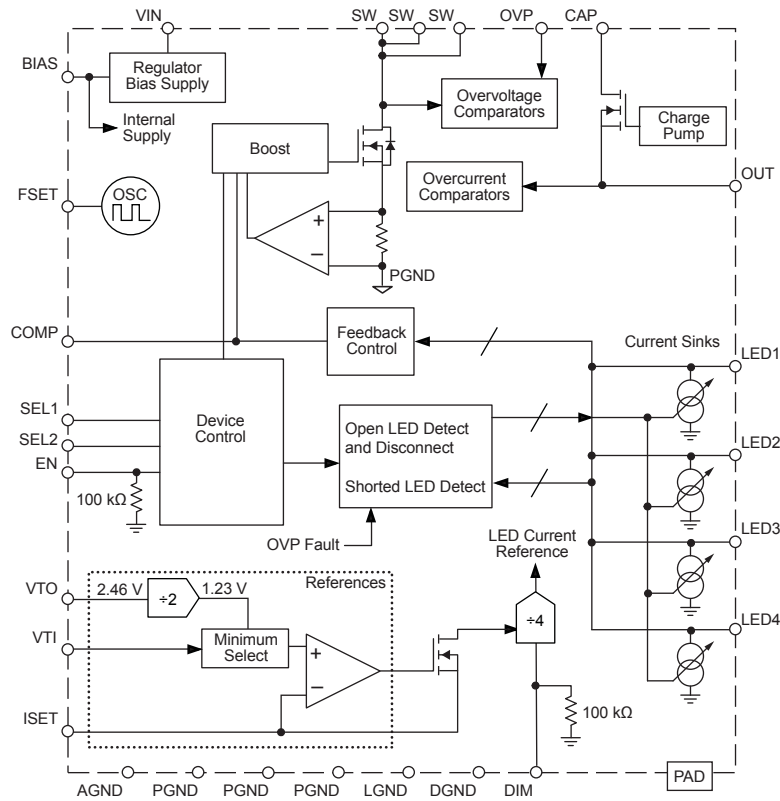 VIN
SW
SW
SW
OVP
CAP
BIAS
Regulator
Bias Supply
Internal
Supply
Overvoltage
Comparators
Charge
Pump
Boost
OUT
Overcurrent
Comparators
FSET
OSC
+
−
PGND
COMP
Feedback
Control
Current Sinks
LED1
SEL1
SEL2
EN
Device
Control
Open LED Detect
and Disconnect
Shorted LED Detect
LED2
100 kΩ
OVP Fault
LED Current
Reference
LED3
References
VTO
2.46 V
÷2
1.23 V
÷4
LED4
VTI
Minimum
Select
+
−
ISET
100 kΩ
AGND
PGND
PGND
PGND
LGND
DGND
DIM
PAD